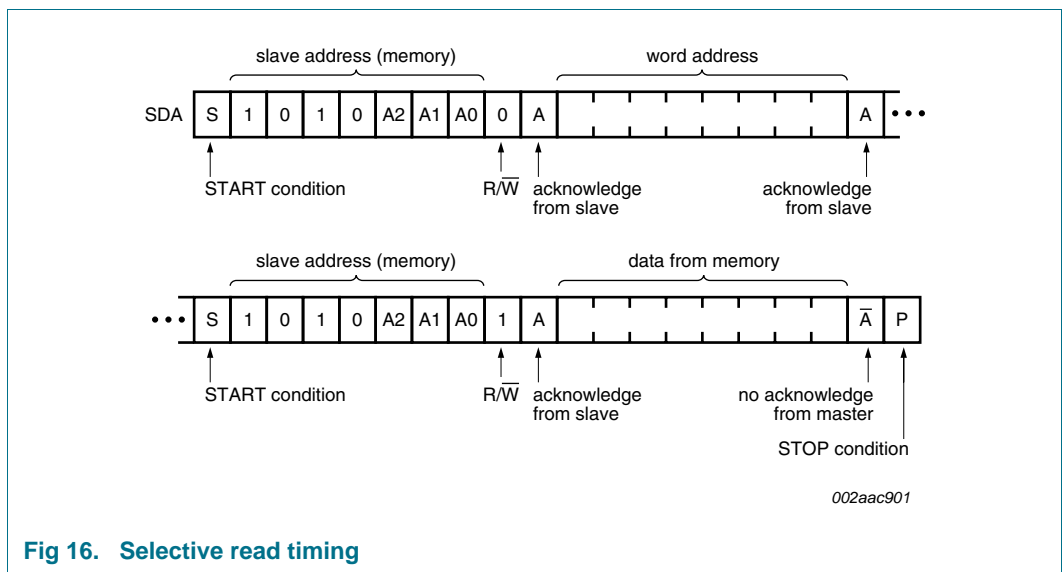 slave address (memory) word address
SDA S 1 0 1 0 A2 A1 A0 0 A A •••
START condition R/W̅ acknowledge from slave acknowledge from slave
slave address (memory) data from memory
••• S 1 0 1 0 A2 A1 A0 1 A A̅ P
START condition R/W̅ acknowledge from slave no acknowledge from master
STOP condition
002aac901
Fig 16. Selective read timing